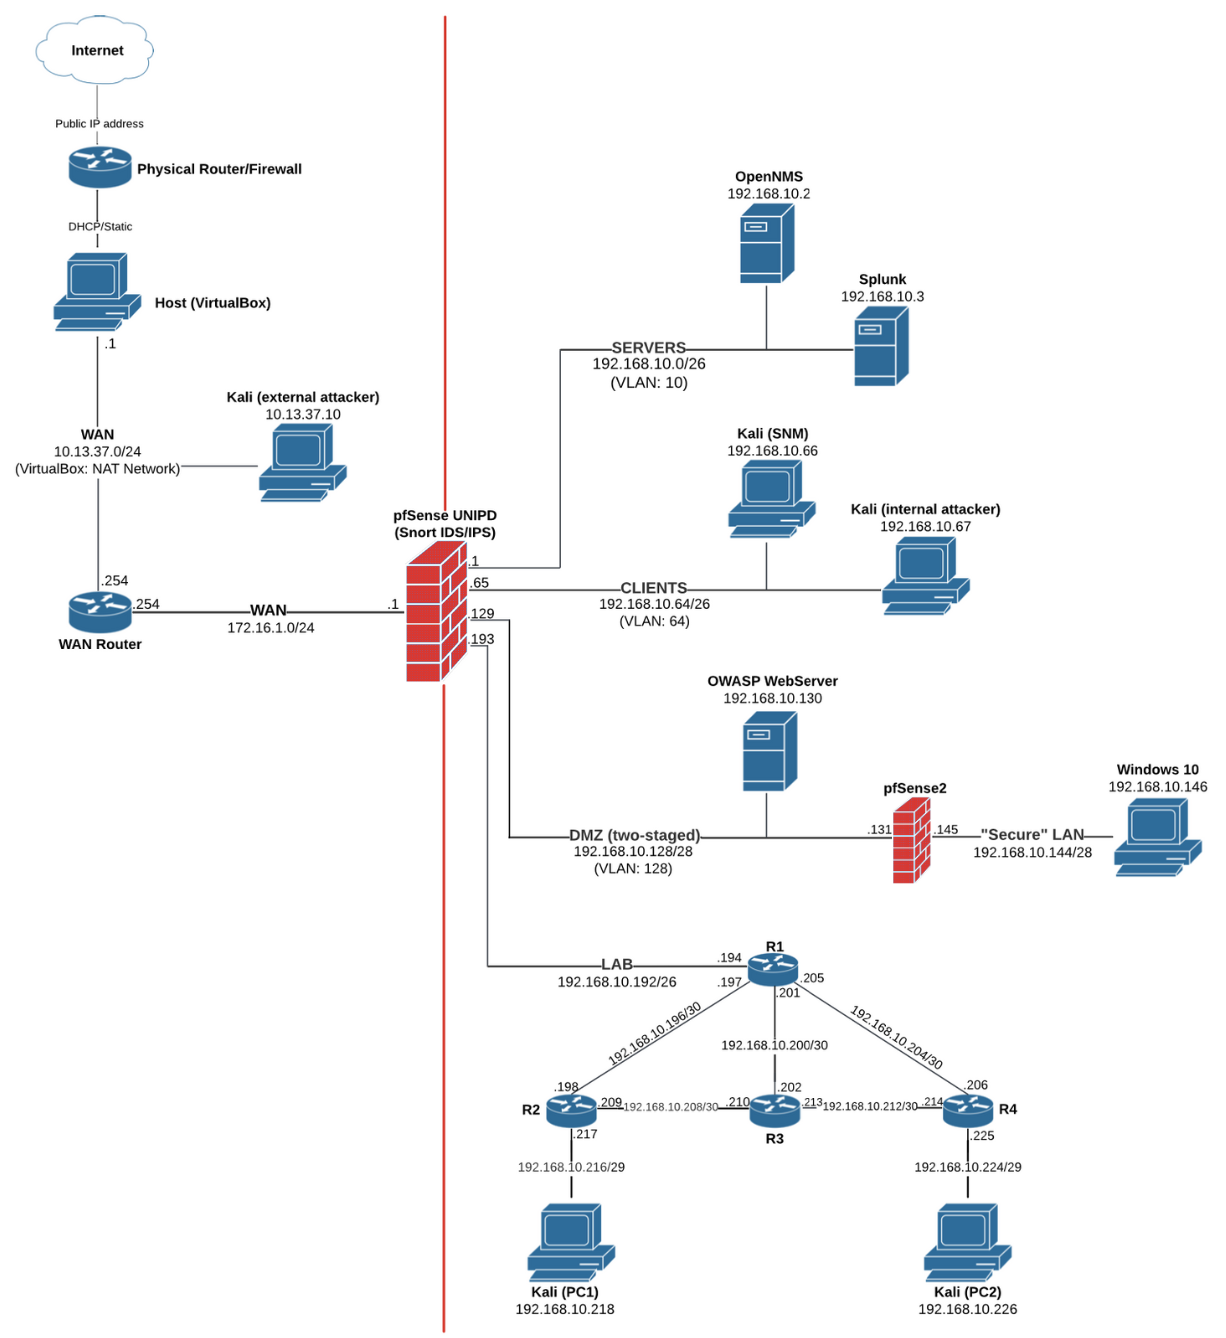 Internet
Public IP address
Physical Router/Firewall
DHCP/Static
Host (VirtualBox)
.1
WAN
10.13.37.0/24
(VirtualBox: NAT Network)
Kali (external attacker)
10.13.37.10
.254
.254
WAN Router
WAN
172.16.1.0/24
.1
pfSense UNIPD
(Snort IDS/IPS)
.1
.65
.129
.193
OpenNMS
192.168.10.2
Splunk
192.168.10.3
SERVERS
192.168.10.0/26
(VLAN: 10)
Kali (SNM)
192.168.10.66
Kali (internal attacker)
192.168.10.67
CLIENTS
192.168.10.64/26
(VLAN: 64)
OWASP WebServer
192.168.10.130
DMZ (two-staged)
192.168.10.128/28
(VLAN: 128)
pfSense2
.131
.145
"Secure" LAN
192.168.10.144/28
Windows 10
192.168.10.146
LAB
192.168.10.192/26
R1
.194
.197
.201
.205
192.168.10.196/30
192.168.10.200/30
192.168.10.204/30
.198
.202
.206
R2
.209
192.168.10.208/30
.210
R3
.213
192.168.10.212/30
.214
R4
.217
.225
192.168.10.216/29
192.168.10.224/29
Kali (PC1)
192.168.10.218
Kali (PC2)
192.168.10.226